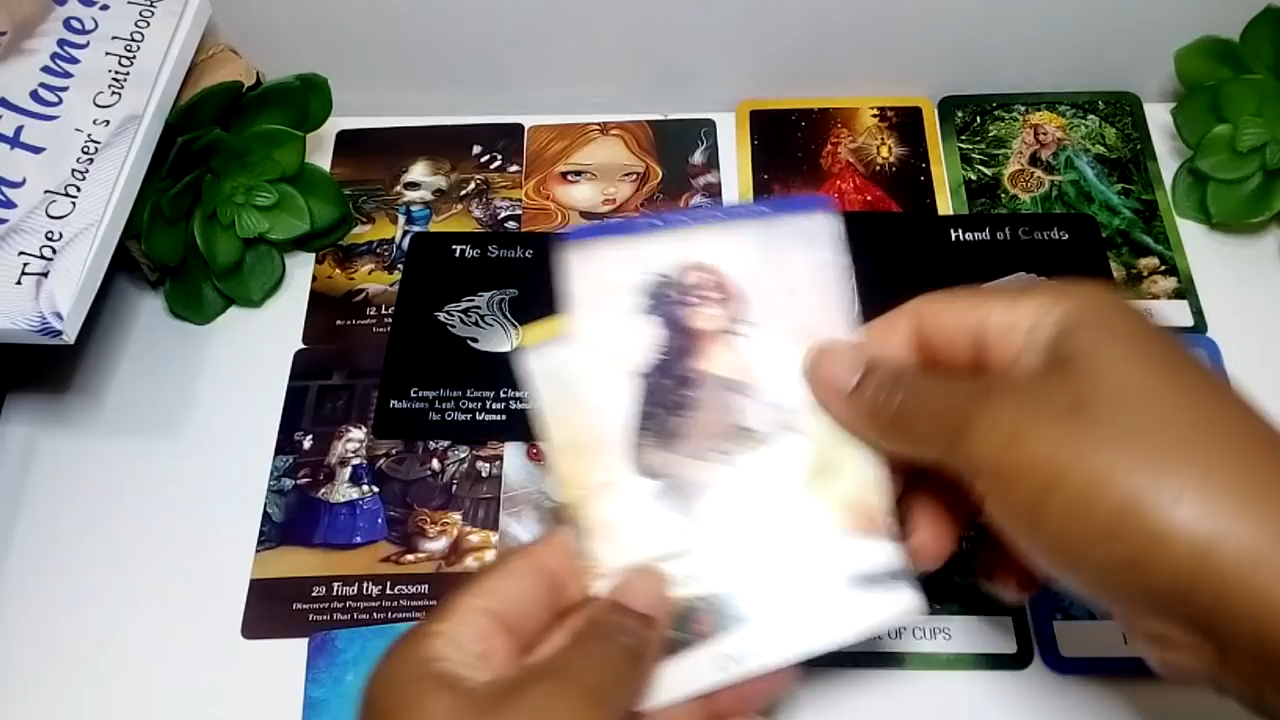 n Flame?
The Chaser's Guidebook
The Snake
Hand of Cards
12.
Competition Enemy Clever
Malicious Look Over Your
the Other Woman
29. Find the Lesson
Discover the Purpose in a Situation
Trust That You Are Learning
OF CUPS